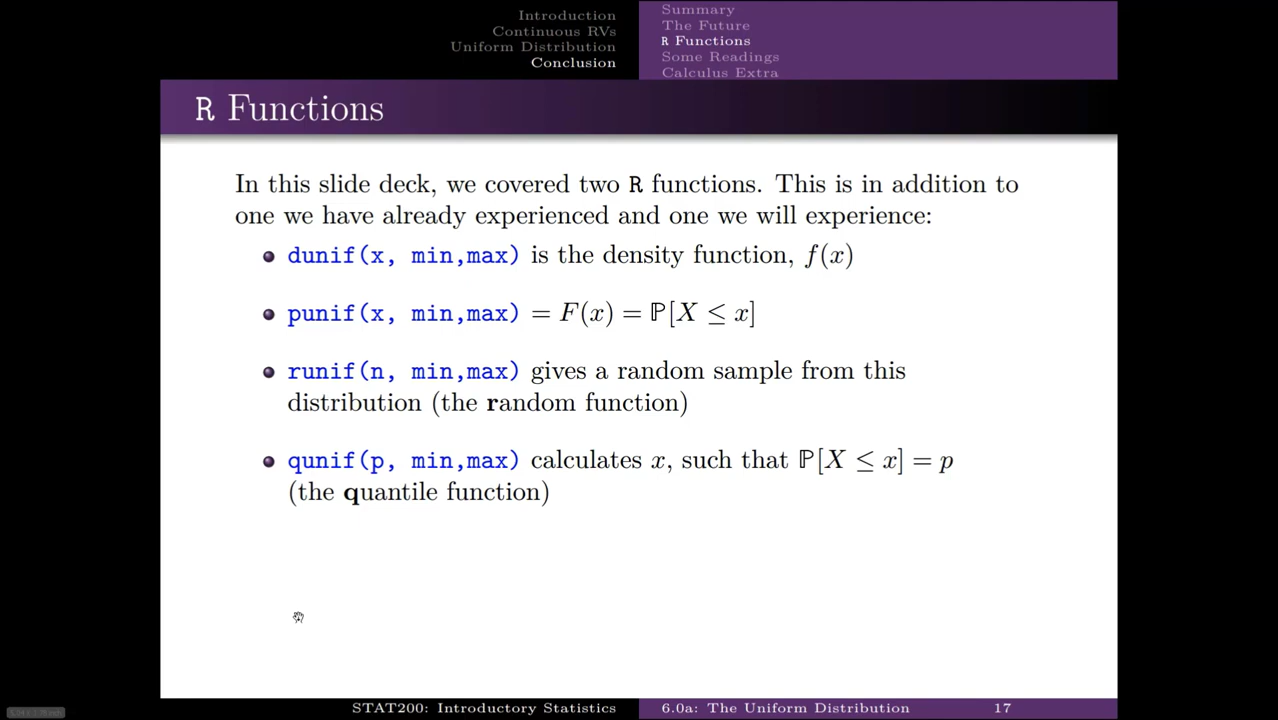 Introduction
Continuous RVs
Uniform Distribution
Conclusion
Summary
The Future
R Functions
Some Readings
Calculus Extra
R Functions
In this slide deck, we covered two R functions. This is in addition to
one we have already experienced and one we will experience:
dunif(x, min,max) is the density function, f(x)
punif(x, min,max) = F(x) = ℙ[X ≤ x]
runif(n, min,max) gives a random sample from this
distribution (the random function)
qunif(p, min,max) calculates x, such that ℙ[X ≤ x] = p
(the quantile function)
STAT200: Introductory Statistics
6.0a: The Uniform Distribution
17